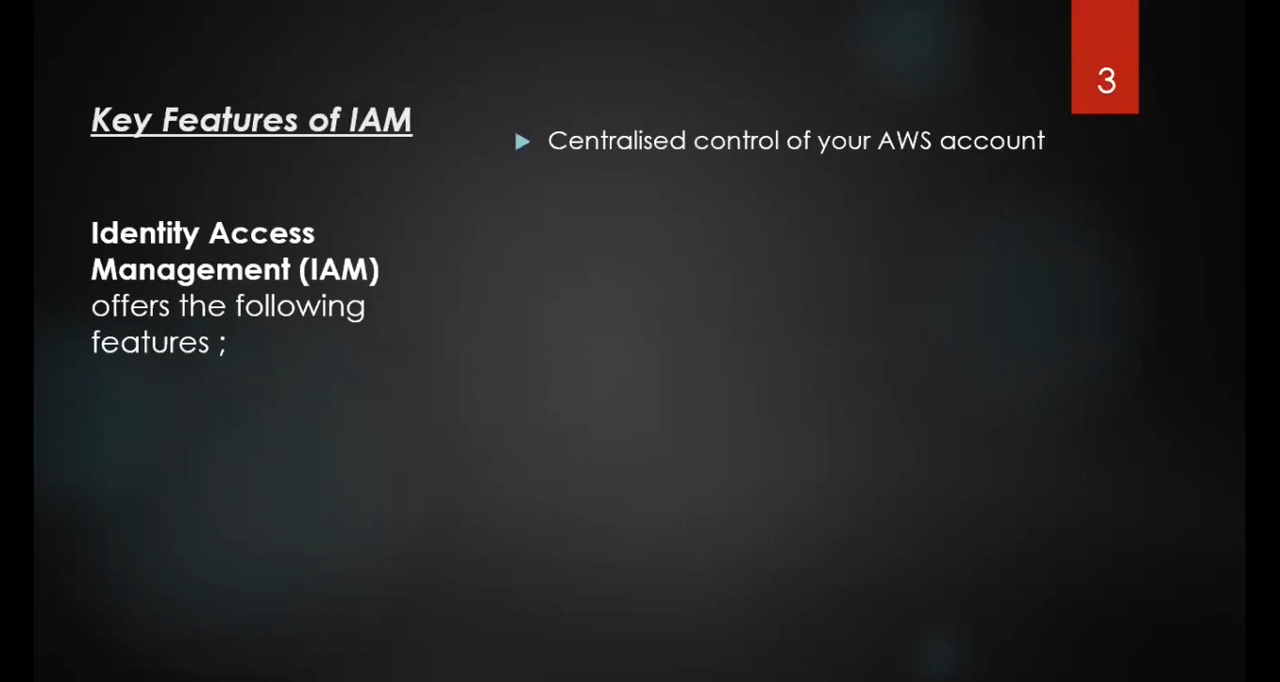 3
Key Features of IAM
Centralised control of your AWS account
Identity Access
Management (IAM)
offers the following
features ;